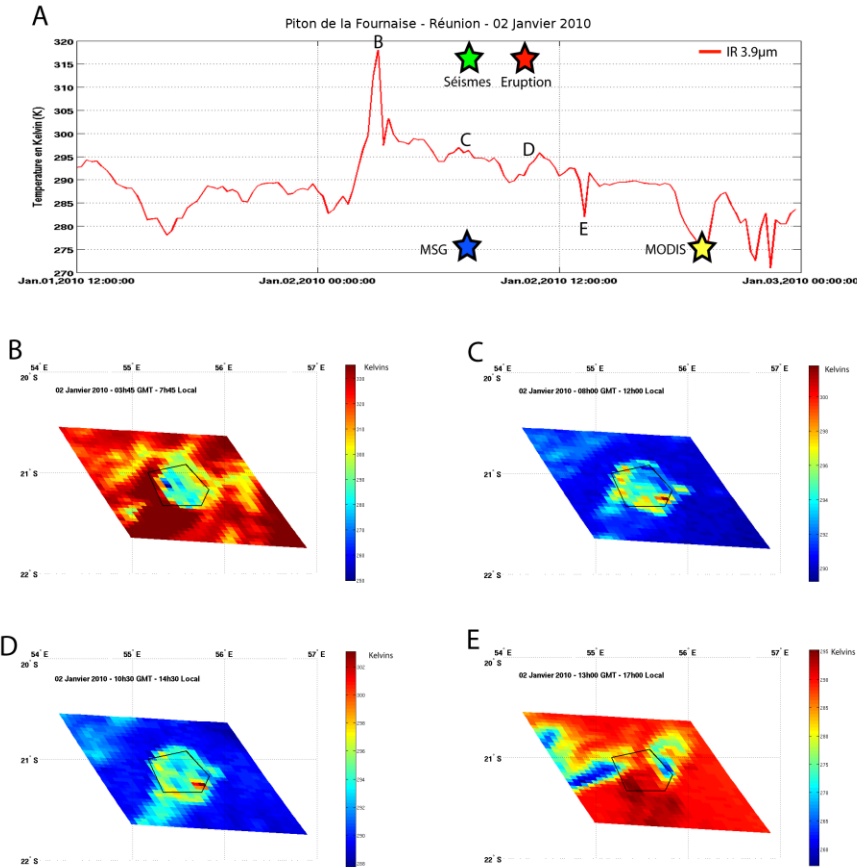 A
Piton de la Fournaise - Réunion - 02 Janvier 2010
Temperature en Kelvin (K)
320
315
310
305
300
295
290
285
280
275
270
B
C
D
E
Séismes
Eruption
IR 3.9µm
MSG
MODIS
Jan.01,2010 12:00:00
Jan.02,2010 00:00:00
Jan.02,2010 12:00:00
Jan.03,2010 00:00:00
B
54° E
55° E
56° E
57° E
20° S
21° S
22° S
02 Janvier 2010 - 03h45 GMT - 7h45 Local
Kelvins
C
54° E
55° E
56° E
57° E
20° S
21° S
22° S
02 Janvier 2010 - 08h00 GMT - 12h00 Local
Kelvins
D
54° E
55° E
56° E
57° E
20° S
21° S
22° S
02 Janvier 2010 - 10h30 GMT - 14h30 Local
Kelvins
E
54° E
55° E
56° E
57° E
20° S
21° S
22° S
02 Janvier 2010 - 13h00 GMT - 17h00 Local
Kelvins